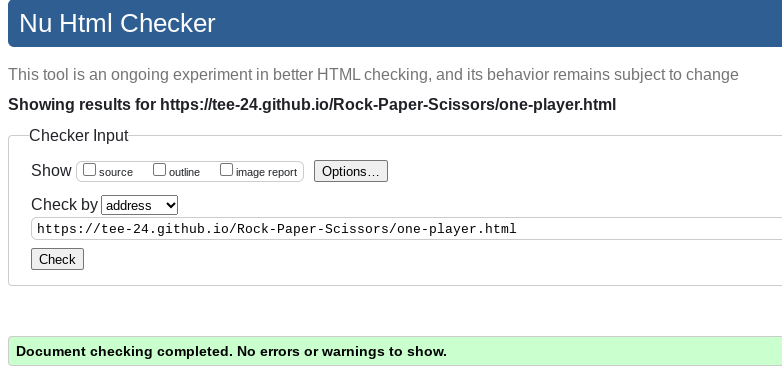 Nu Html Checker
This tool is an ongoing experiment in better HTML checking, and its behavior remains subject to change
Showing results for https://tee-24.github.io/Rock-Paper-Scissors/one-player.html
Checker Input
Show source outline image report Options...
Check by address
https://tee-24.github.io/Rock-Paper-Scissors/one-player.html
Check
Document checking completed. No errors or warnings to show.